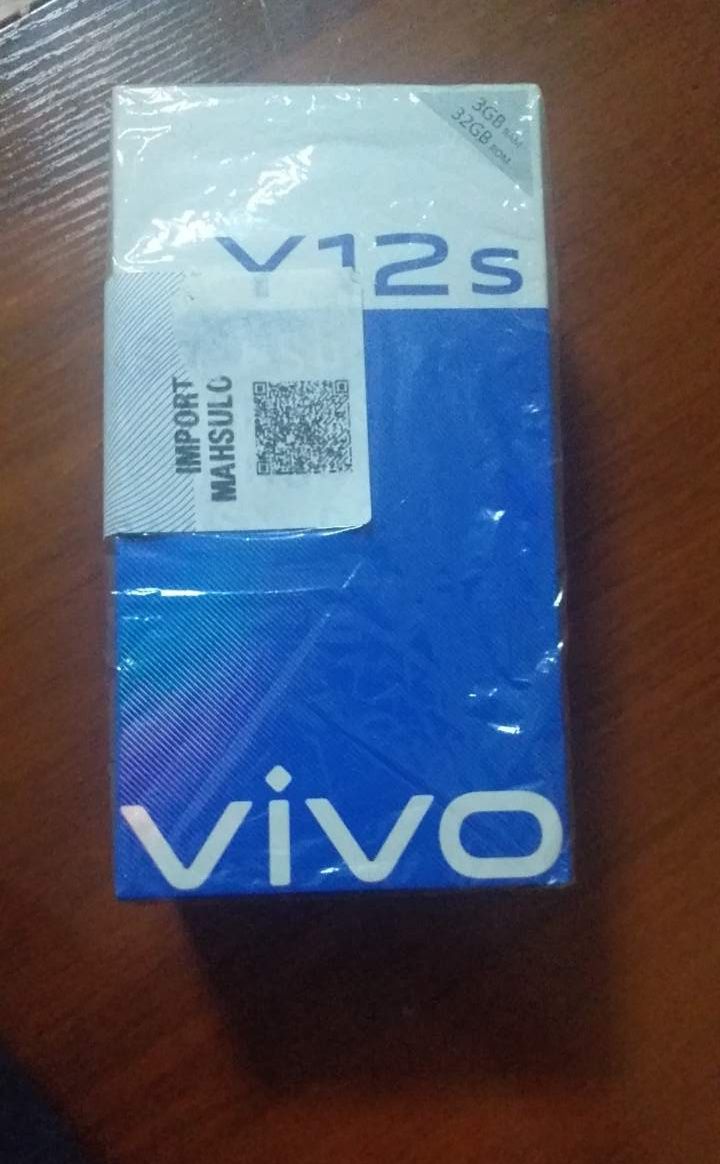 3GB RAM
32GB ROM
Y12s
IMPORT
MAHSULO
vivo